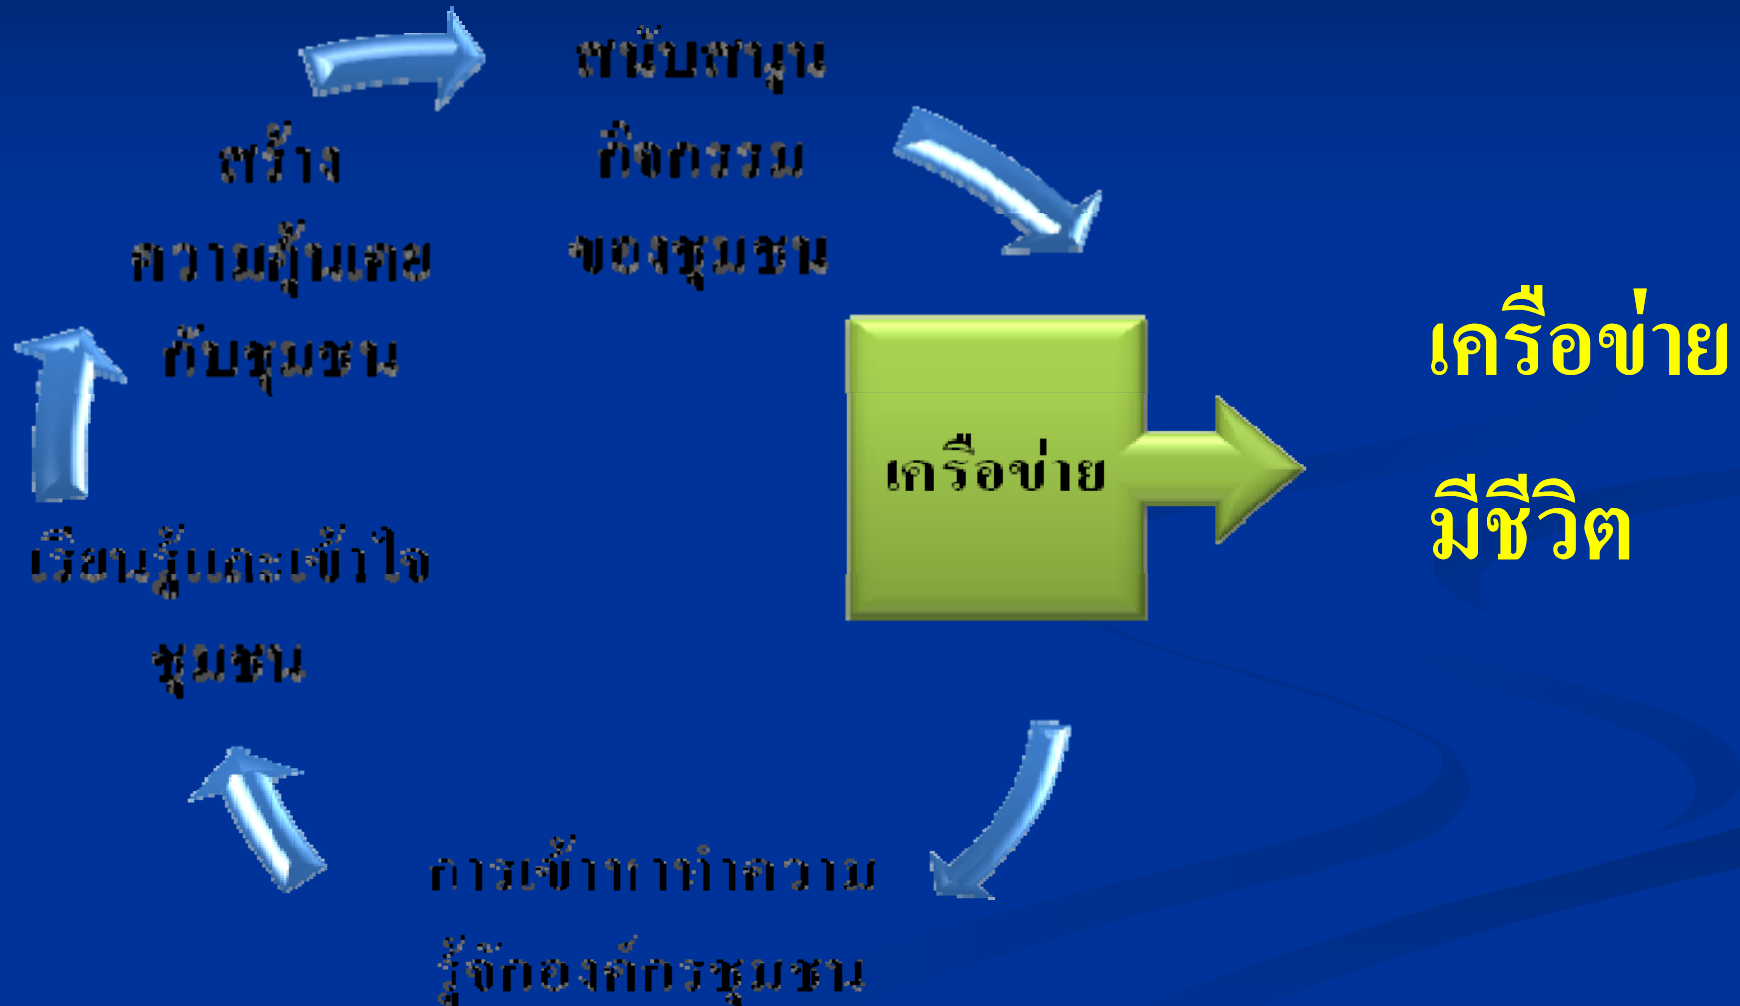 สนับสนุน
กิจกรรม
ของชุมชน
สร้าง
ความคุ้นเคย
กับชุมชน
เครือข่าย
เครือข่าย
มีชีวิต
เรียนรู้และเข้าใจ
ชุมชน
การเข้าหาทำความ
รู้จักองค์กรชุมชน